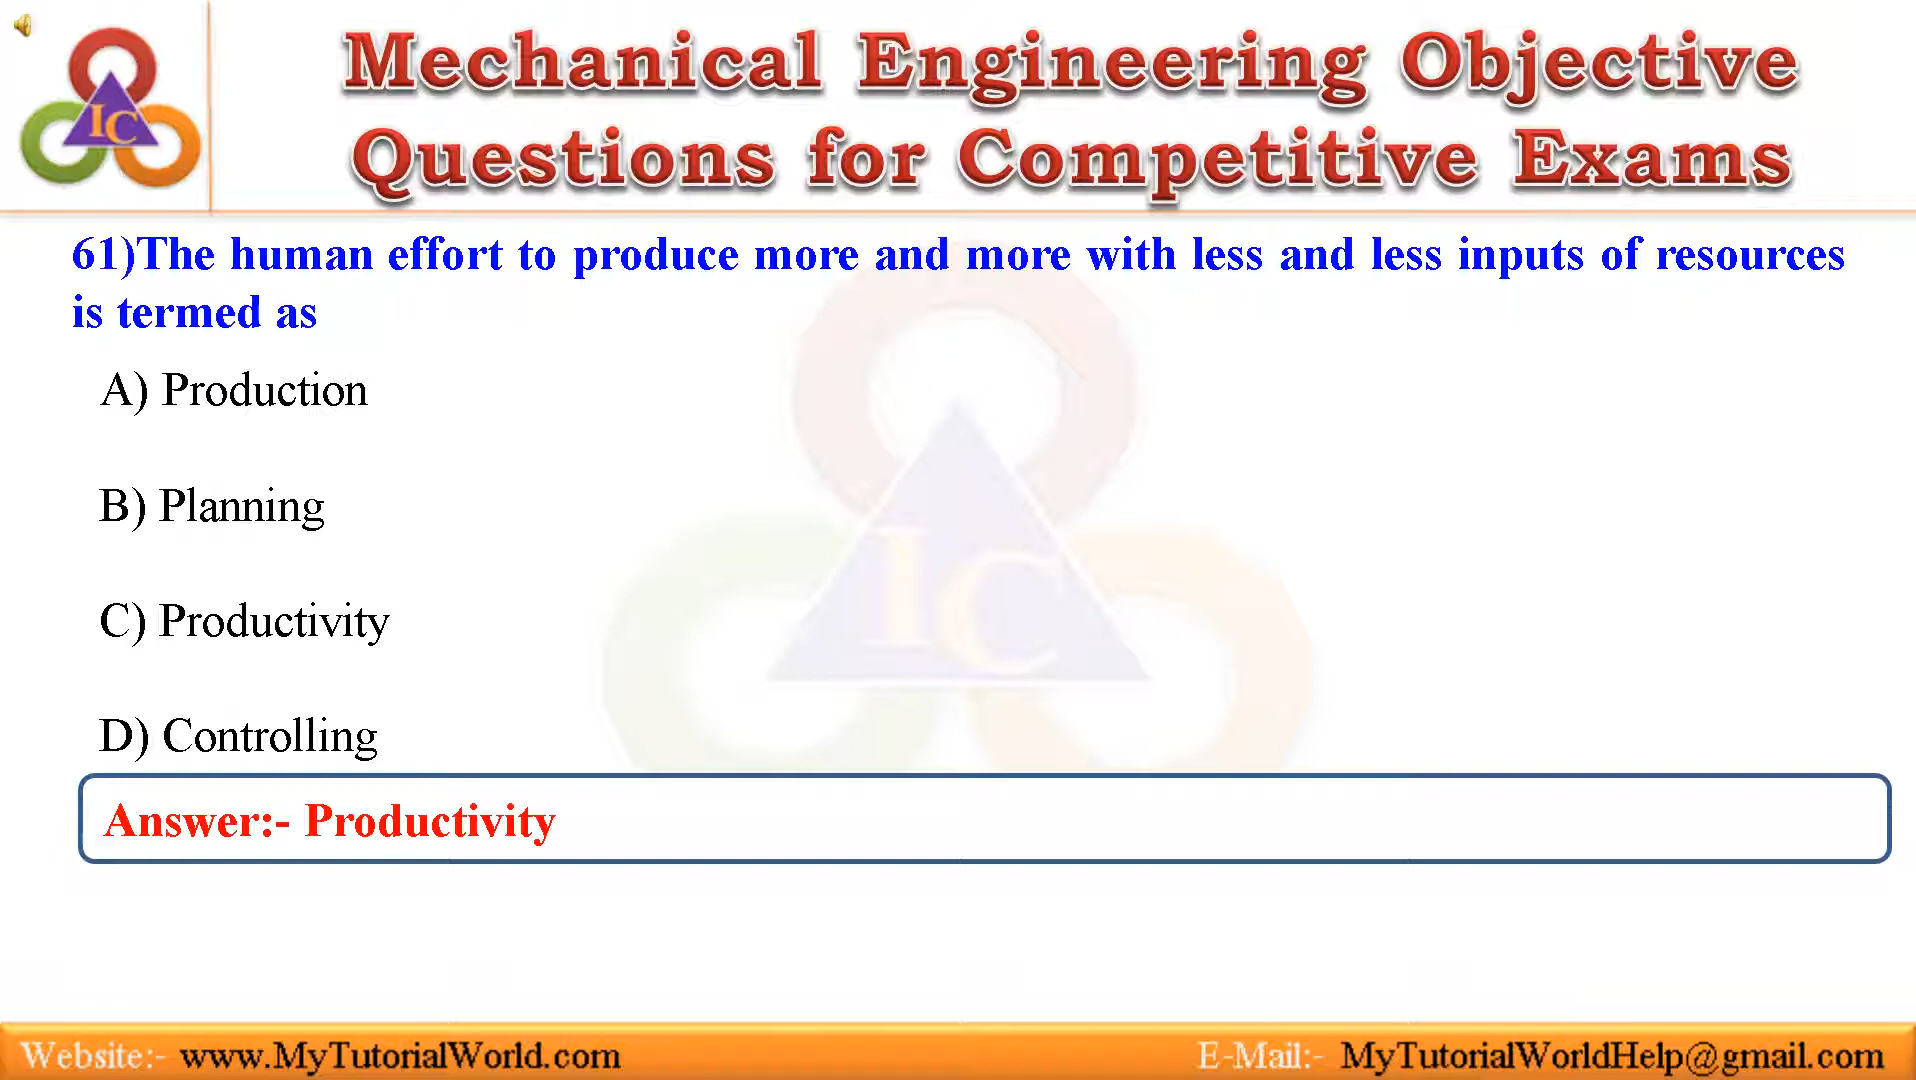 IC
Mechanical Engineering Objective
Questions for Competitive Exams
61)The human effort to produce more and more with less and less inputs of resources
is termed as
A) Production
B) Planning
C) Productivity
D) Controlling
IC
Answer:- Productivity
Website:- www.MyTutorialWorld.com
E-Mail:- MyTutorialWorldHelp@gmail.com